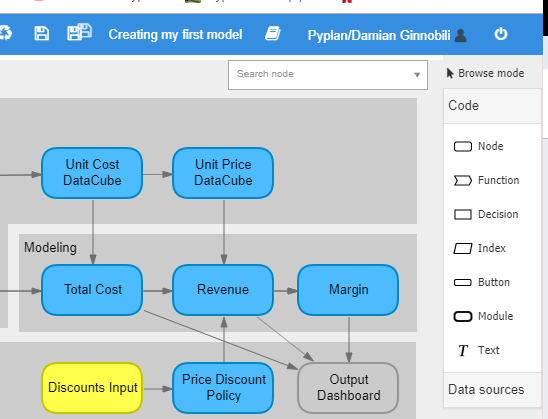 Creating my first model
Pyplan/Damian Ginnobili
Search node
Browse mode
Code
Node
Function
Decision
Index
Button
Module
T Text
Data sources
Unit Cost
DataCube
Unit Price
DataCube
Modeling
Total Cost
Revenue
Margin
Discounts Input
Price Discount
Policy
Output
Dashboard